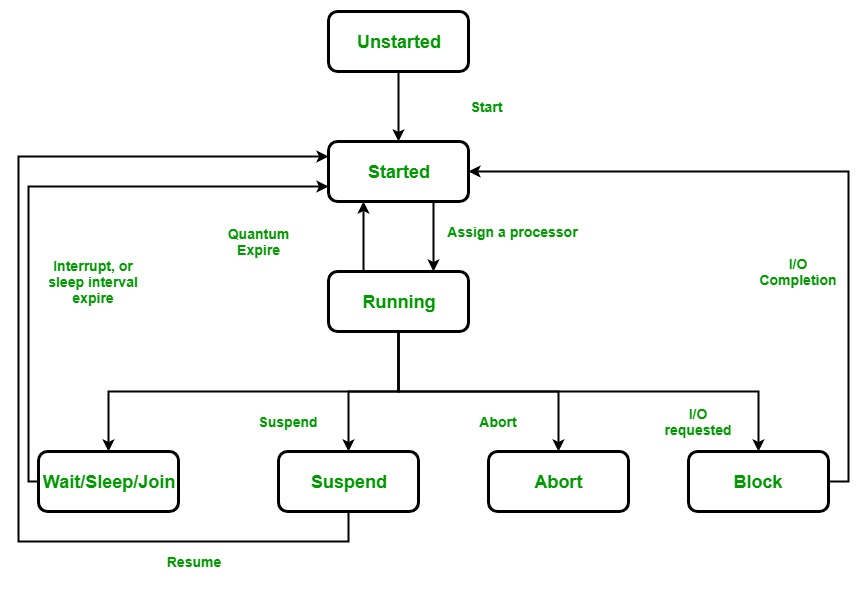 Unstarted
Start
Started
Quantum
Expire
Assign a processor
Interrupt, or
sleep interval
expire
I/O
Completion
Running
Suspend
Abort
I/O
requested
Wait/Sleep/Join
Suspend
Abort
Block
Resume